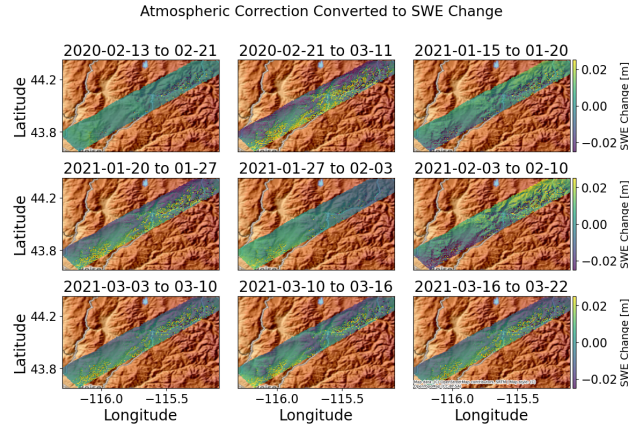 Atmospheric Correction Converted to SWE Change
2020-02-13 to 02-21
2020-02-21 to 03-11
2021-01-15 to 01-20
Latitude
44.2
43.8
0.02
0.00
−0.02
SWE Change [m]
2021-01-20 to 01-27
2021-01-27 to 02-03
2021-02-03 to 02-10
Latitude
44.2
43.8
0.02
0.00
−0.02
SWE Change [m]
2021-03-03 to 03-10
2021-03-10 to 03-16
2021-03-16 to 03-22
Latitude
44.2
43.8
0.02
0.00
−0.02
SWE Change [m]
−116.0 −115.5
−116.0 −115.5
−116.0 −115.5
Longitude
Longitude
Longitude